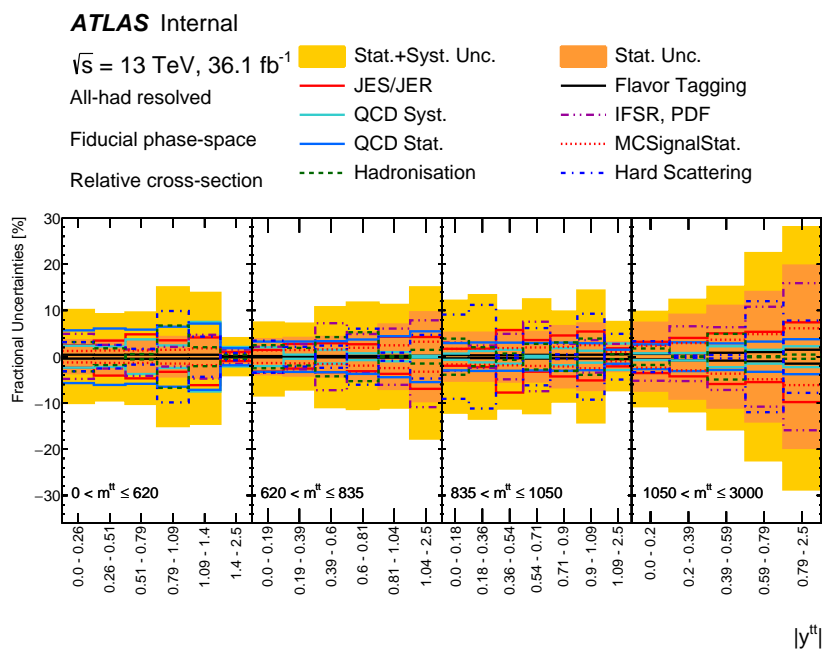 ATLAS Internal
√s = 13 TeV, 36.1 fb⁻¹
All-had resolved
Fiducial phase-space
Relative cross-section
Stat.+Syst. Unc.
Stat. Unc.
JES/JER
Flavor Tagging
QCD Syst.
IFSR, PDF
QCD Stat.
MCSignalStat.
Hadronisation
Hard Scattering
Fractional Uncertainties [%]
30
20
10
0
−10
−20
−30
0 < m^tt ≤ 620
620 < m^tt ≤ 835
835 < m^tt ≤ 1050
1050 < m^tt ≤ 3000
0.0 - 0.26
0.26 - 0.51
0.51 - 0.79
0.79 - 1.09
1.09 - 1.4
1.4 - 2.5
0.0 - 0.19
0.19 - 0.39
0.39 - 0.6
0.6 - 0.81
0.81 - 1.04
1.04 - 2.5
0.0 - 0.18
0.18 - 0.36
0.36 - 0.54
0.54 - 0.71
0.71 - 0.9
0.9 - 1.09
1.09 - 2.5
0.0 - 0.2
0.2 - 0.39
0.39 - 0.59
0.59 - 0.79
0.79 - 2.5
|y^tt|